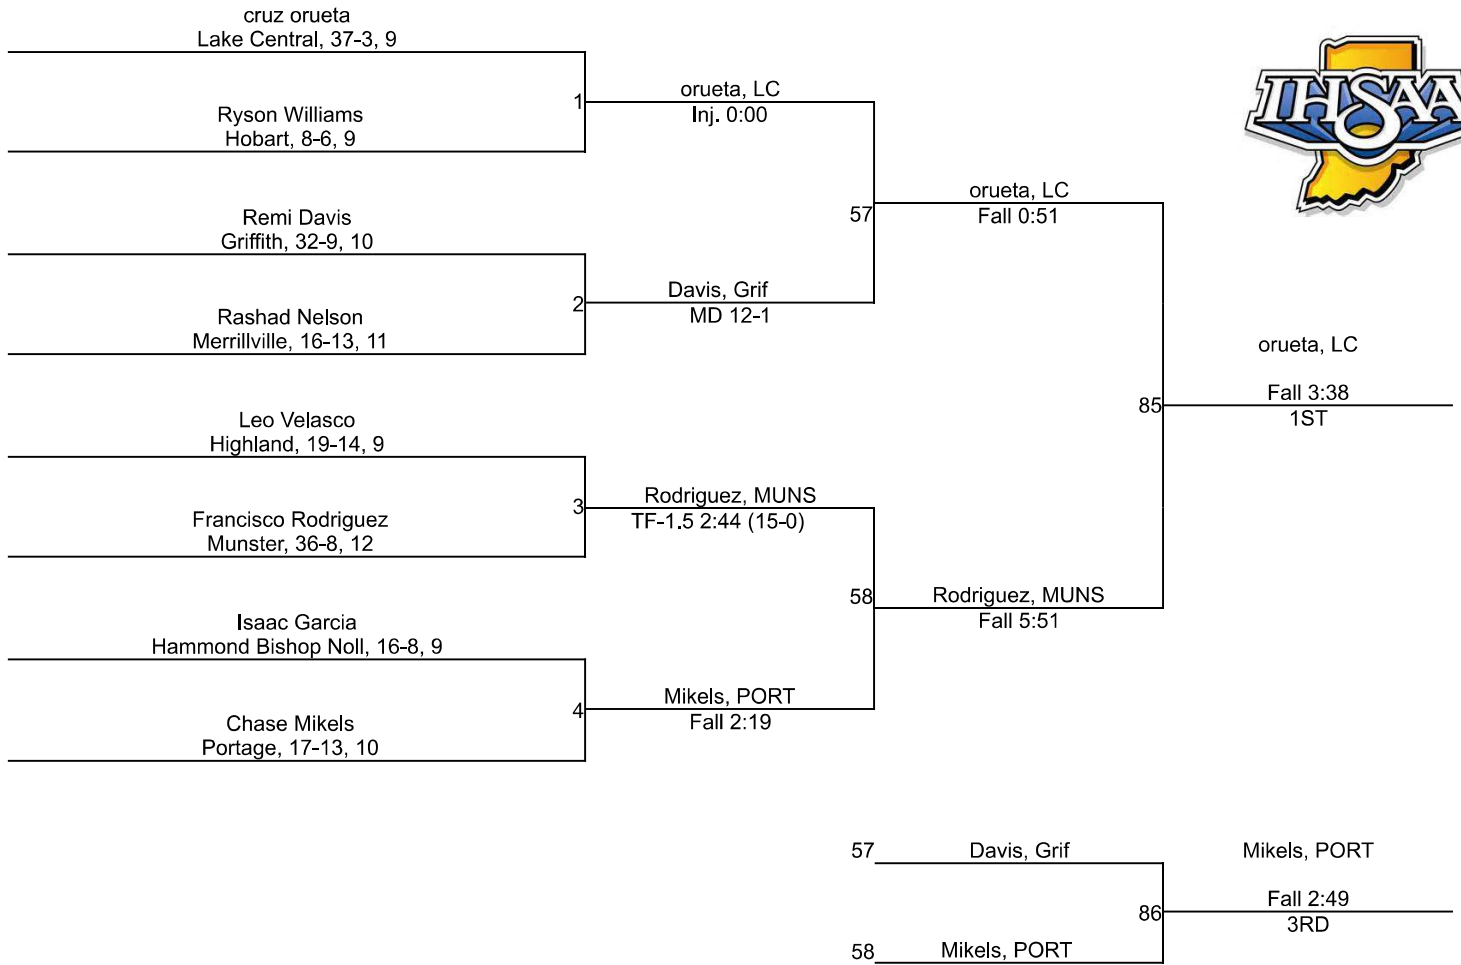 cruz orueta
Lake Central, 37-3, 9
1
orueta, LC
Inj. 0:00
Ryson Williams
Hobart, 8-6, 9
IHSAA
57
orueta, LC
Fall 0:51
Remi Davis
Griffith, 32-9, 10
2
Davis, Grif
MD 12-1
Rashad Nelson
Merrillville, 16-13, 11
85
orueta, LC
Fall 3:38
1ST
Leo Velasco
Highland, 19-14, 9
3
Rodriguez, MUNS
TF-1.5 2:44 (15-0)
Francisco Rodriguez
Munster, 36-8, 12
58
Rodriguez, MUNS
Fall 5:51
Isaac Garcia
Hammond Bishop Noll, 16-8, 9
4
Mikels, PORT
Fall 2:19
Chase Mikels
Portage, 17-13, 10
57
Davis, Grif
86
Mikels, PORT
Fall 2:49
3RD
58
Mikels, PORT